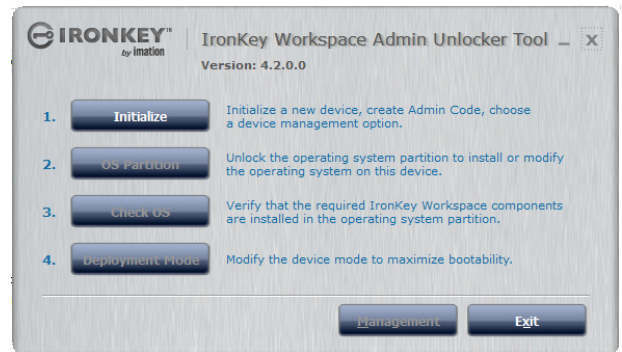 IRONKEY™
by imation
IronKey Workspace Admin Unlocker Tool
Version: 4.2.0.0
1. Initialize
Initialize a new device, create Admin Code, choose
a device management option.
2. OS Partition
Unlock the operating system partition to install or modify
the operating system on this device.
3. Check OS
Verify that the required IronKey Workspace components
are installed in the operating system partition.
4. Deployment Mode
Modify the device mode to maximize bootability.
Management
Exit